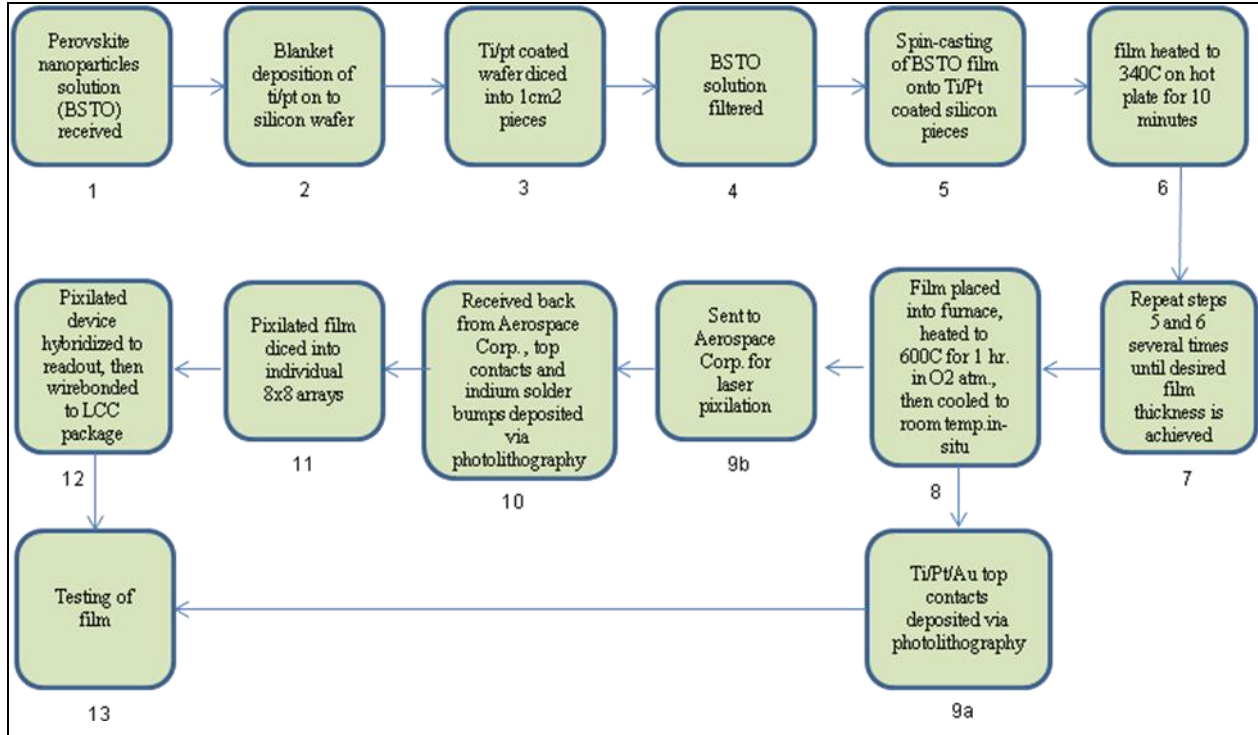 Perovskite
nanoparticles
solution
(BSTO)
received
1
Blanket
deposition of
ti/pt on to
silicon wafer
2
Ti/pt coated
wafer diced
into 1cm2
pieces
3
BSTO
solution
filtered
4
Spin-casting
of BSTO film
onto Ti/Pt
coated silicon
pieces
5
film heated to
340C on hot
plate for 10
minutes
6
Repeat steps
5 and 6
several times
until desired
film
thickness is
achieved
7
Film placed
into furnace,
heated to
600C for 1 hr.
in O2 atm.,
then cooled to
room temp.in-
situ
8
Ti/Pt/Au top
contacts
deposited via
photolithography
9a
Sent to
Aerospace
Corp. for
laser
pixilation
9b
Received back
from Aerospace
Corp. , top
contacts and
indium solder
bumps deposited
via
photolithography
10
Pixilated film
diced into
individual
8x8 arrays
11
Pixilated
device
hybridized to
readout, then
wirebonded
to LCC
package
12
Testing of
film
13